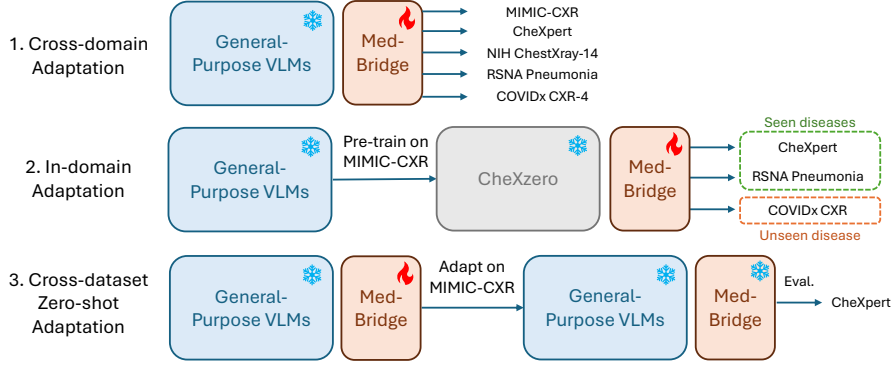 1. Cross-domain
Adaptation
General-
Purpose VLMs
Med-
Bridge
MIMIC-CXR
CheXpert
NIH ChestXray-14
RSNA Pneumonia
COVIDx CXR-4
2. In-domain
Adaptation
General-
Purpose VLMs
Pre-train on
MIMIC-CXR
CheXzero
Med-
Bridge
Seen diseases
CheXpert
RSNA Pneumonia
COVIDx CXR
Unseen disease
3. Cross-dataset
Zero-shot
Adaptation
General-
Purpose VLMs
Med-
Bridge
Adapt on
MIMIC-CXR
General-
Purpose VLMs
Med-
Bridge
Eval.
CheXpert